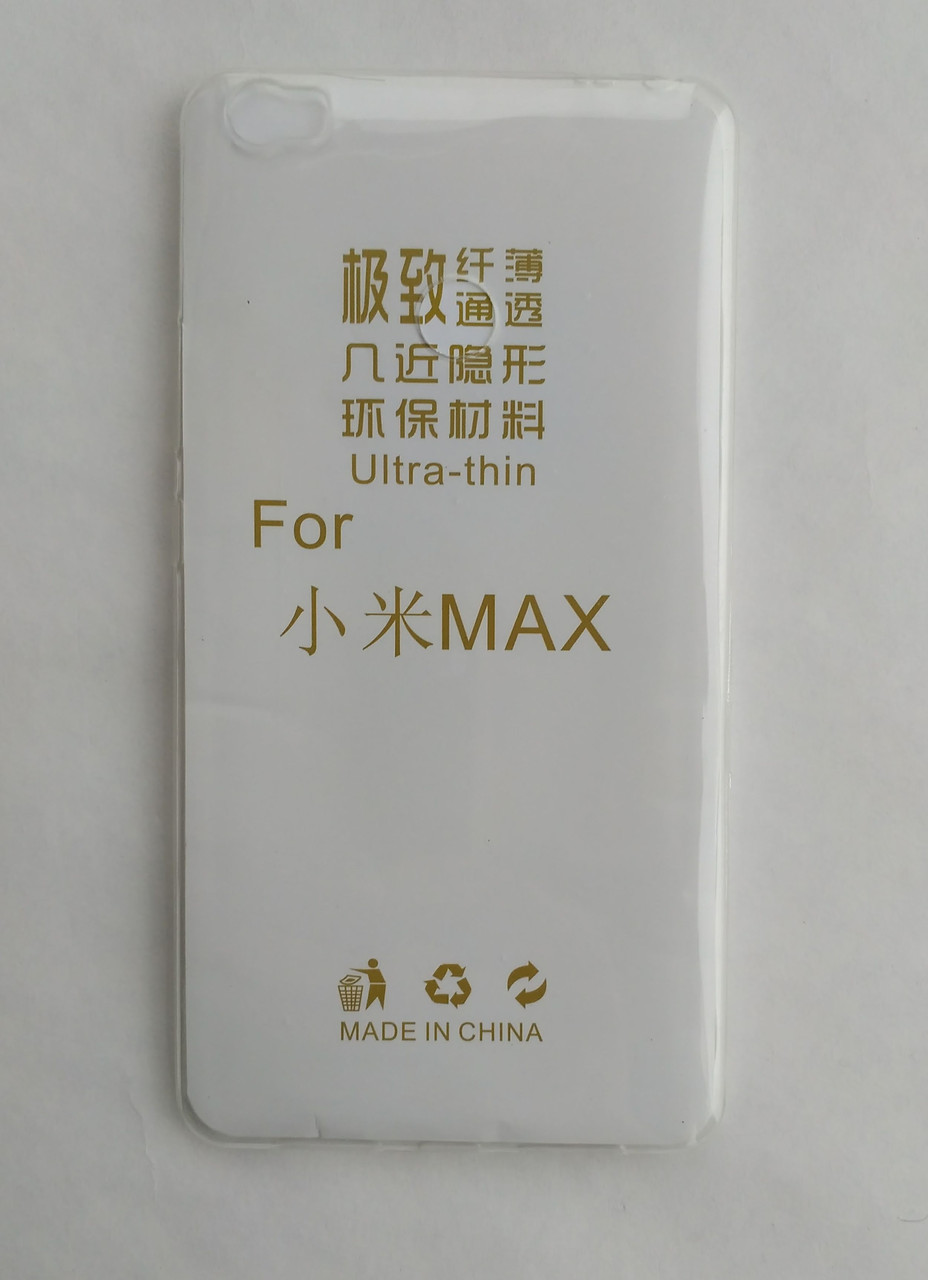 极致纤薄
通透
几近隐形
环保材料
Ultra-thin
For
小米MAX
MADE IN CHINA